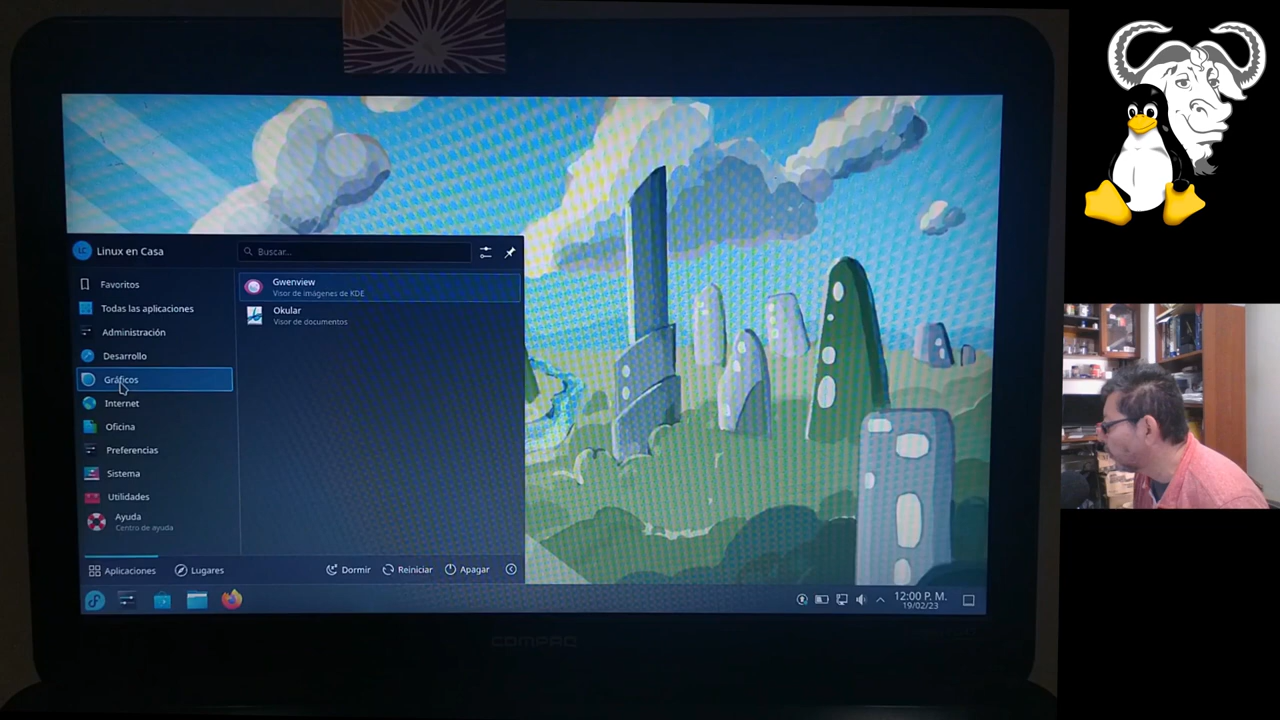 Linux en Casa
Buscar...
Favoritos
Todas las aplicaciones
Administración
Desarrollo
Gráficos
Internet
Oficina
Preferencias
Sistema
Utilidades
Ayuda
Centro de ayuda
Gwenview
Visor de imágenes de KDE
Okular
Visor de documentos
Aplicaciones
Lugares
Dormir
Reiniciar
Apagar
12:00 P. M.
19/02/23
COMPAQ